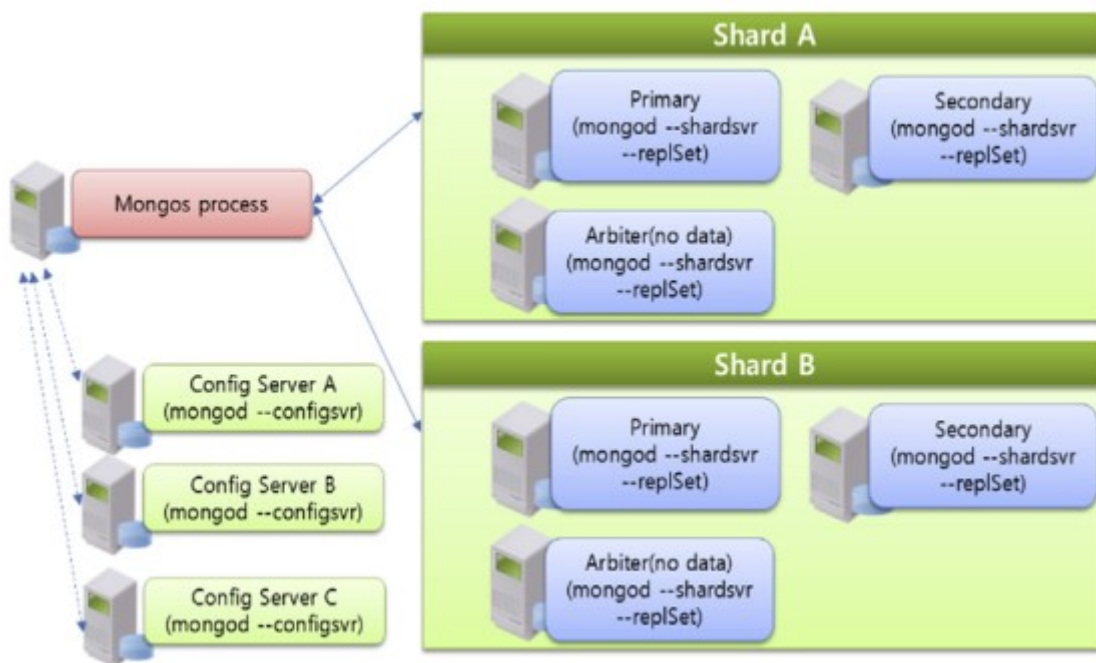 Shard A
Primary
(mongod --shardsvr
--replSet)
Secondary
(mongod --shardsvr
--replSet)
Arbiter(no data)
(mongod --shardsvr
--replSet)
Mongos process
Config Server A
(mongod --configsvr)
Config Server B
(mongod --configsvr)
Config Server C
(mongod --configsvr)
Shard B
Primary
(mongod --shardsvr
--replSet)
Secondary
(mongod --shardsvr
--replSet)
Arbiter(no data)
(mongod --shardsvr
--replSet)